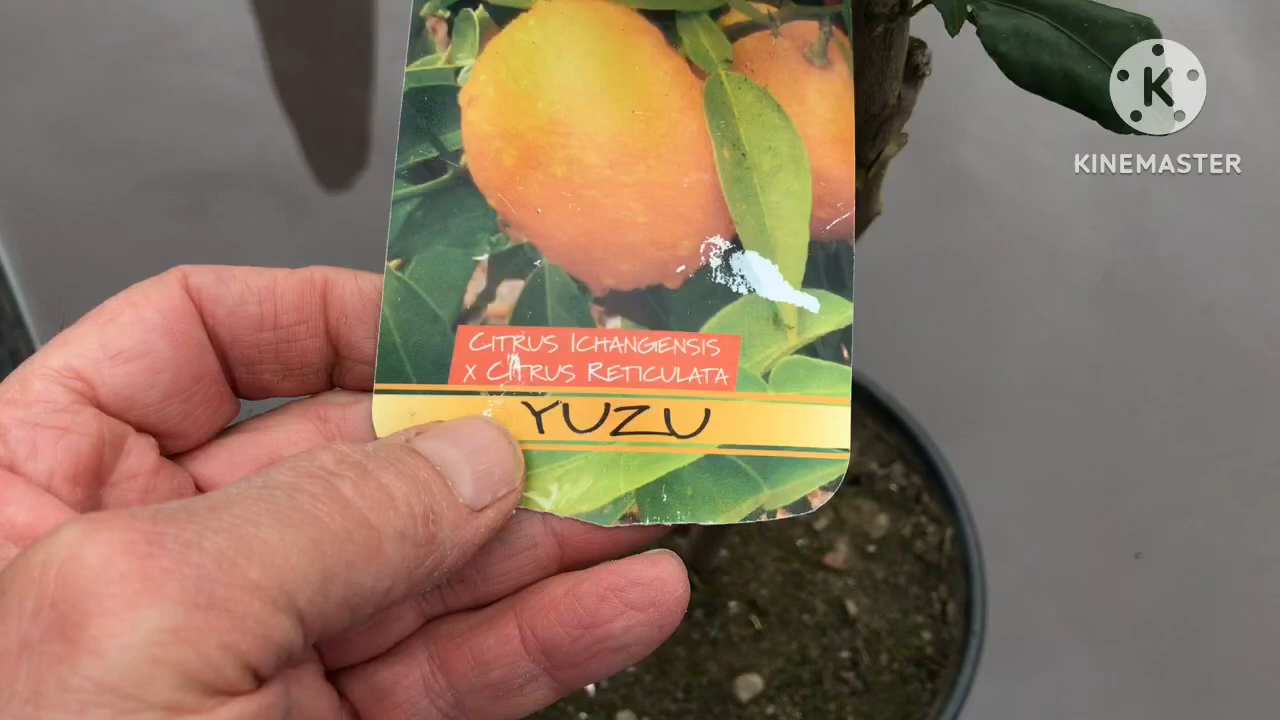 K
KINEMASTER
CITRUS ICHANGENSIS
X CITRUS RETICULATA
YUZU